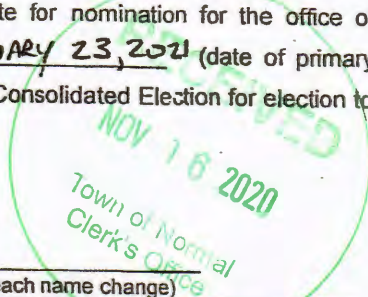 te for nomination for the office o
ARY 23, 2021 (date of primary
Consolidated Election for election to
RECEIVED
NOV 16 2020
Town of Normal
Clerk's Office
each name change)